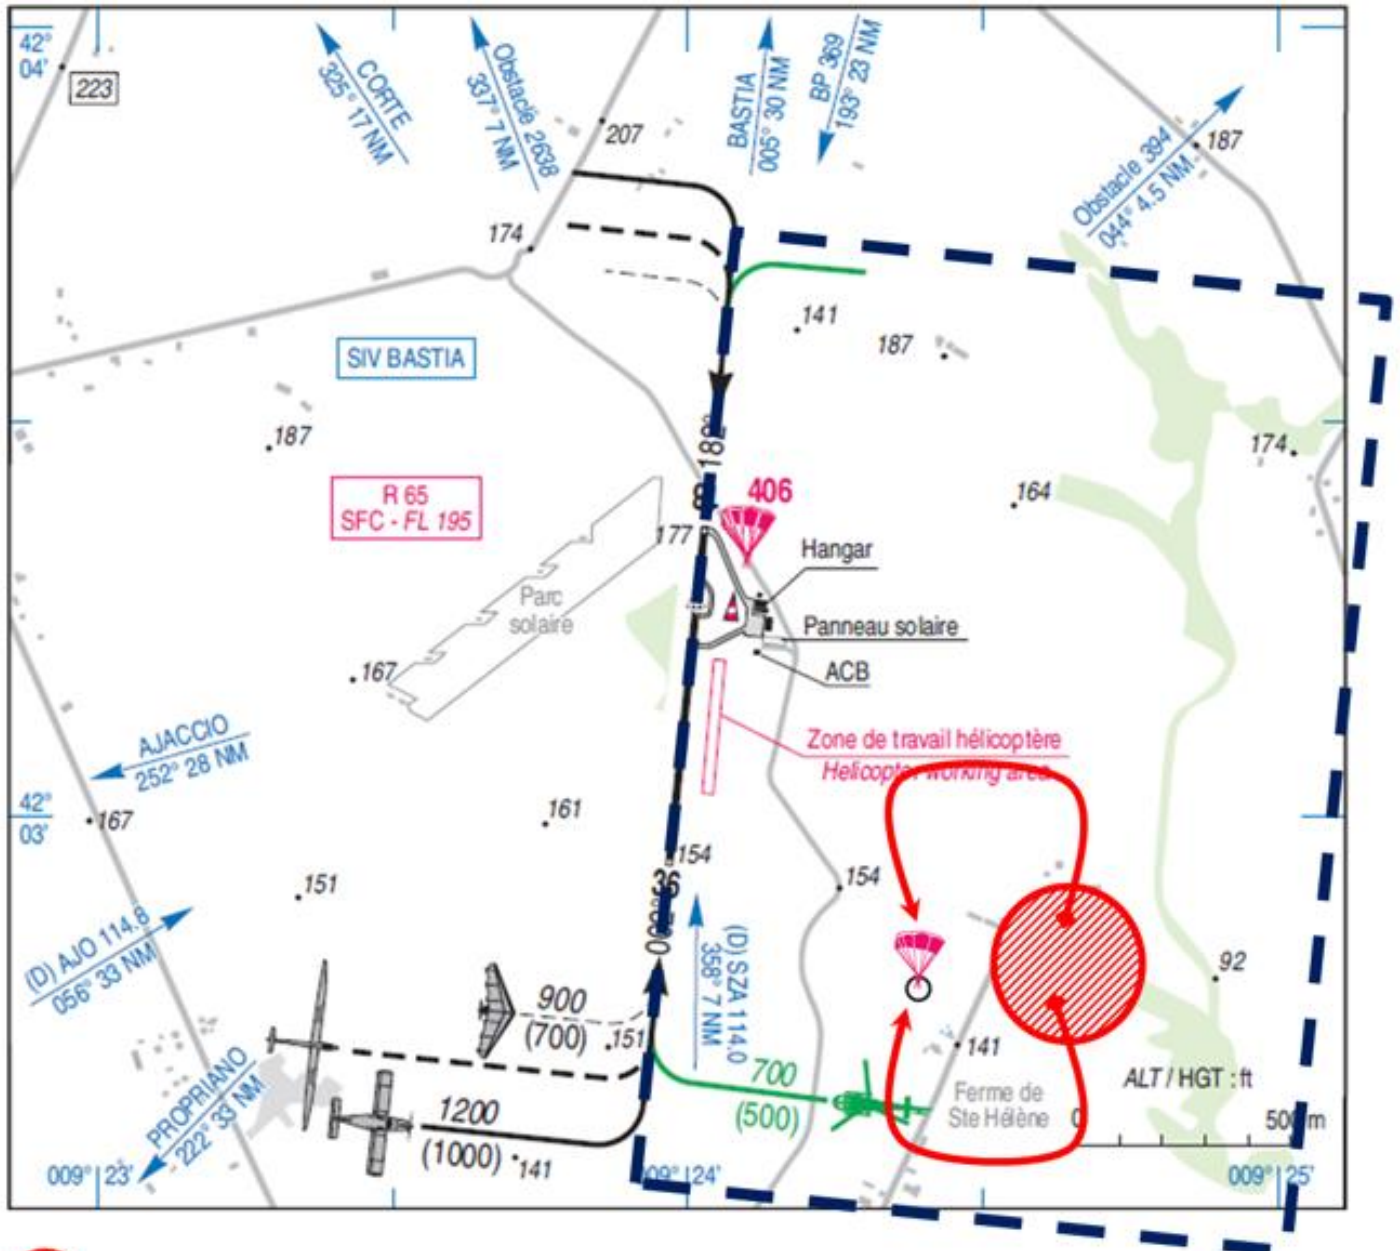 42°
04'
223
CORTE
325° 17 NM
Obstacle 2638
337° 7 NM
207
BASTIA
005° 30 NM
BP 369
193° 23 NM
Obstacle 394
044° 4.5 NM
187
174
141
187
SIV BASTIA
187
174
182
R 65
SFC - FL 195
406
164
177
Hangar
Parc
solaire
Panneau solaire
ACB
167
AJACCIO
252° 28 NM
Zone de travail hélicoptère
Helicopter working area
42°
03'
167
161
154
36
151
154
(D) AJO 114.8
056° 33 NM
(D) SZA 114.0
358° 7 NM
92
900
(700)
151
141
PROPRIANO
222° 33 NM
700
(500)
Ferme de
Ste Hélène
ALT / HGT : ft
0
500 m
1200
(1000)
141
009° 23'
009° 24'
009° 25'